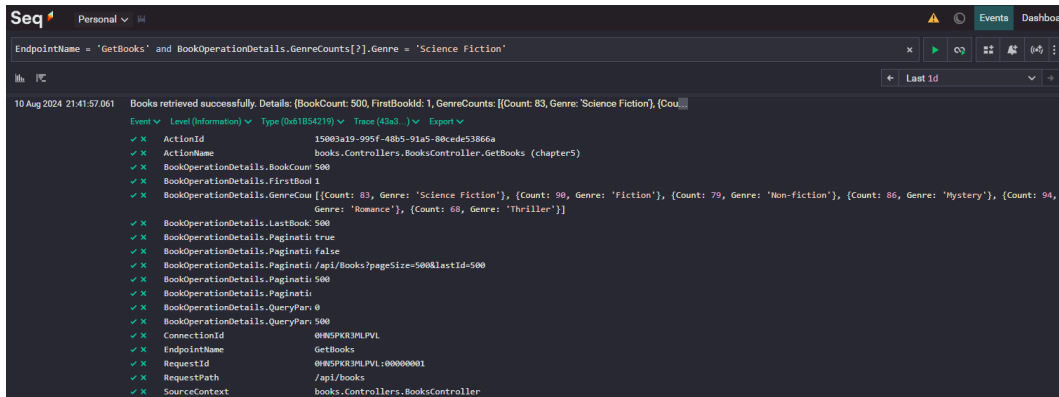 Seq Personal Events Dashboa
EndpointName = 'GetBooks' and BookOperationDetails.GenreCounts[?].Genre = 'Science Fiction'
Last 1d
10 Aug 2024 21:41:57.061 Books retrieved successfully. Details: {BookCount: 500, FirstBookId: 1, GenreCounts: [{Count: 83, Genre: 'Science Fiction'}, {Cou...
Event Level (Information) Type (0x61B54219) Trace (43a3...) Export
ActionId 15003a19-995f-48b5-91a5-80cede53866a
ActionName books.Controllers.BooksController.GetBooks (chapter5)
BookOperationDetails.BookCoun 500
BookOperationDetails.FirstBook 1
BookOperationDetails.GenreCou [{Count: 83, Genre: 'Science Fiction'}, {Count: 90, Genre: 'Fiction'}, {Count: 79, Genre: 'Non-fiction'}, {Count: 86, Genre: 'Mystery'}, {Count: 94,
Genre: 'Romance'}, {Count: 68, Genre: 'Thriller'}]
BookOperationDetails.LastBook 500
BookOperationDetails.Paginati true
BookOperationDetails.Paginati false
BookOperationDetails.Paginati /api/Books?pageSize=500&lastId=500
BookOperationDetails.Paginati 500
BookOperationDetails.Paginati
BookOperationDetails.QueryPar 0
BookOperationDetails.QueryPar 500
ConnectionId 0HN5PKR3MLPVL
EndpointName GetBooks
RequestId 0HN5PKR3MLPVL:00000001
RequestPath /api/books
SourceContext books.Controllers.BooksController